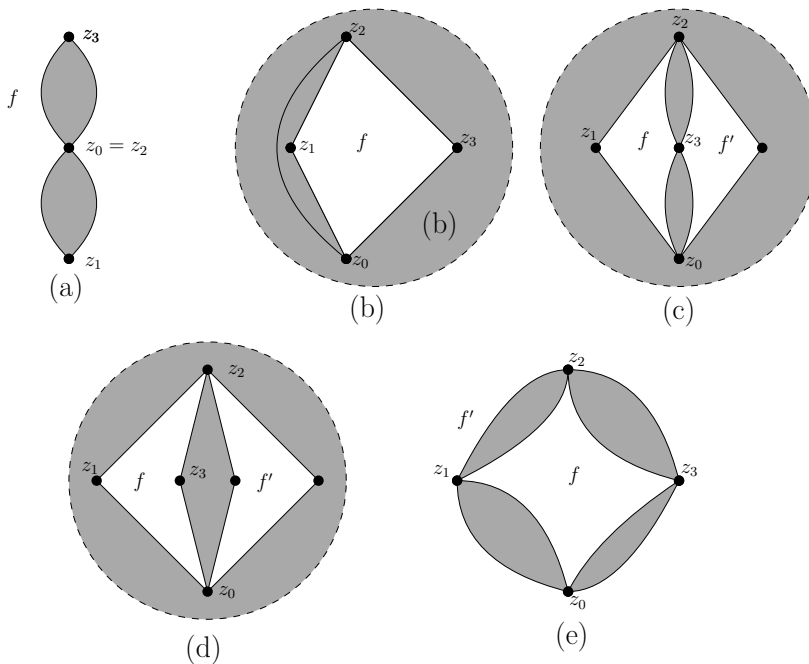 z₃
f
z₀ = z₂
z₁
(a)
z₂
z₁
f
z₃
(b)
z₀
(b)
z₂
z₁
f
z₃
f′
z₀
(c)
z₂
z₁
f
z₃
f′
z₀
(d)
z₂
f′
z₁
f
z₃
z₀
(e)